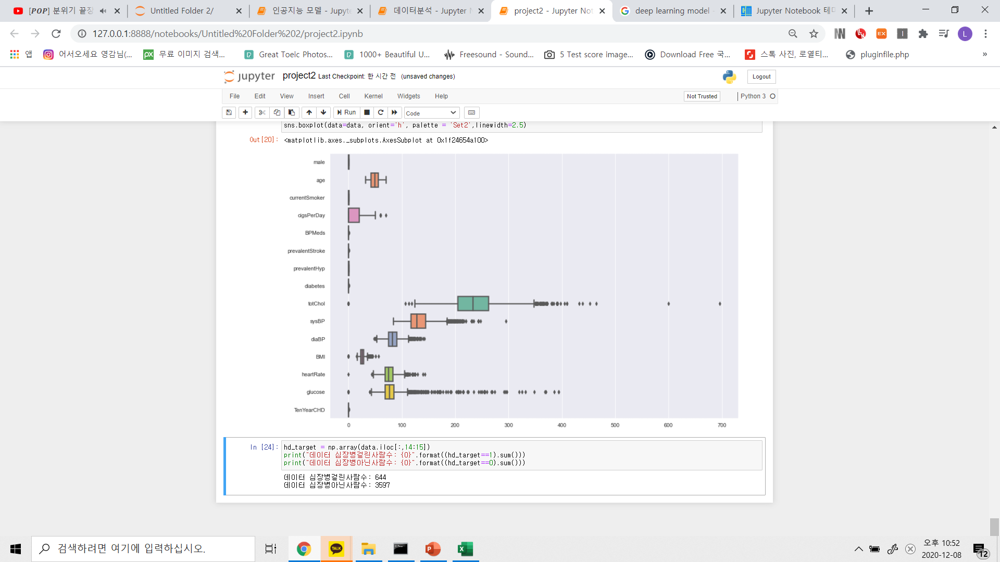 [POP] 분위기 끝장
Untitled Folder 2/
인공지능 모델 - Jupyte
데이터분석 - Jupyter N
project2 - Jupyter Not
deep learning model -
Jupyter Notebook 테마
127.0.0.1:8888/notebooks/Untitled%20Folder%202/project2.ipynb
EX
L
앱
어서오세요 영감님(...
px
무료 이미지 검색...
Great Toeic Photos...
1000+ Beautiful U...
Freesound - Sound...
5 Test score image...
Download Free 국...
스톡 사진, 로열티...
pluginfile.php
»
jupyter project2 Last Checkpoint: 한 시간 전 (unsaved changes)
Logout
File Edit View Insert Cell Kernel Widgets Help
Not Trusted
Python 3
Run
Code
sns.boxplot(data=data, orient='h', palette = 'Set2',linewidth=2.5)
Out[20]: <matplotlib.axes._subplots.AxesSubplot at 0x1f24654a100>
male
age
currentSmoker
cigsPerDay
BPMeds
prevalentStroke
prevalentHyp
diabetes
totChol
sysBP
diaBP
BMI
heartRate
glucose
TenYearCHD
0 100 200 300 400 500 600 700
In [24]: hd_target = np.array(data.iloc[:,14:15])
print("데이터 심장병걸린사람수: {0}".format((hd_target==1).sum()))
print("데이터 심장병아닌사람수: {0}".format((hd_target==0).sum()))
데이터 심장병걸린사람수: 644
데이터 심장병아닌사람수: 3597
검색하려면 여기에 입력하십시오.
TALK
오후 10:52
2020-12-08
12